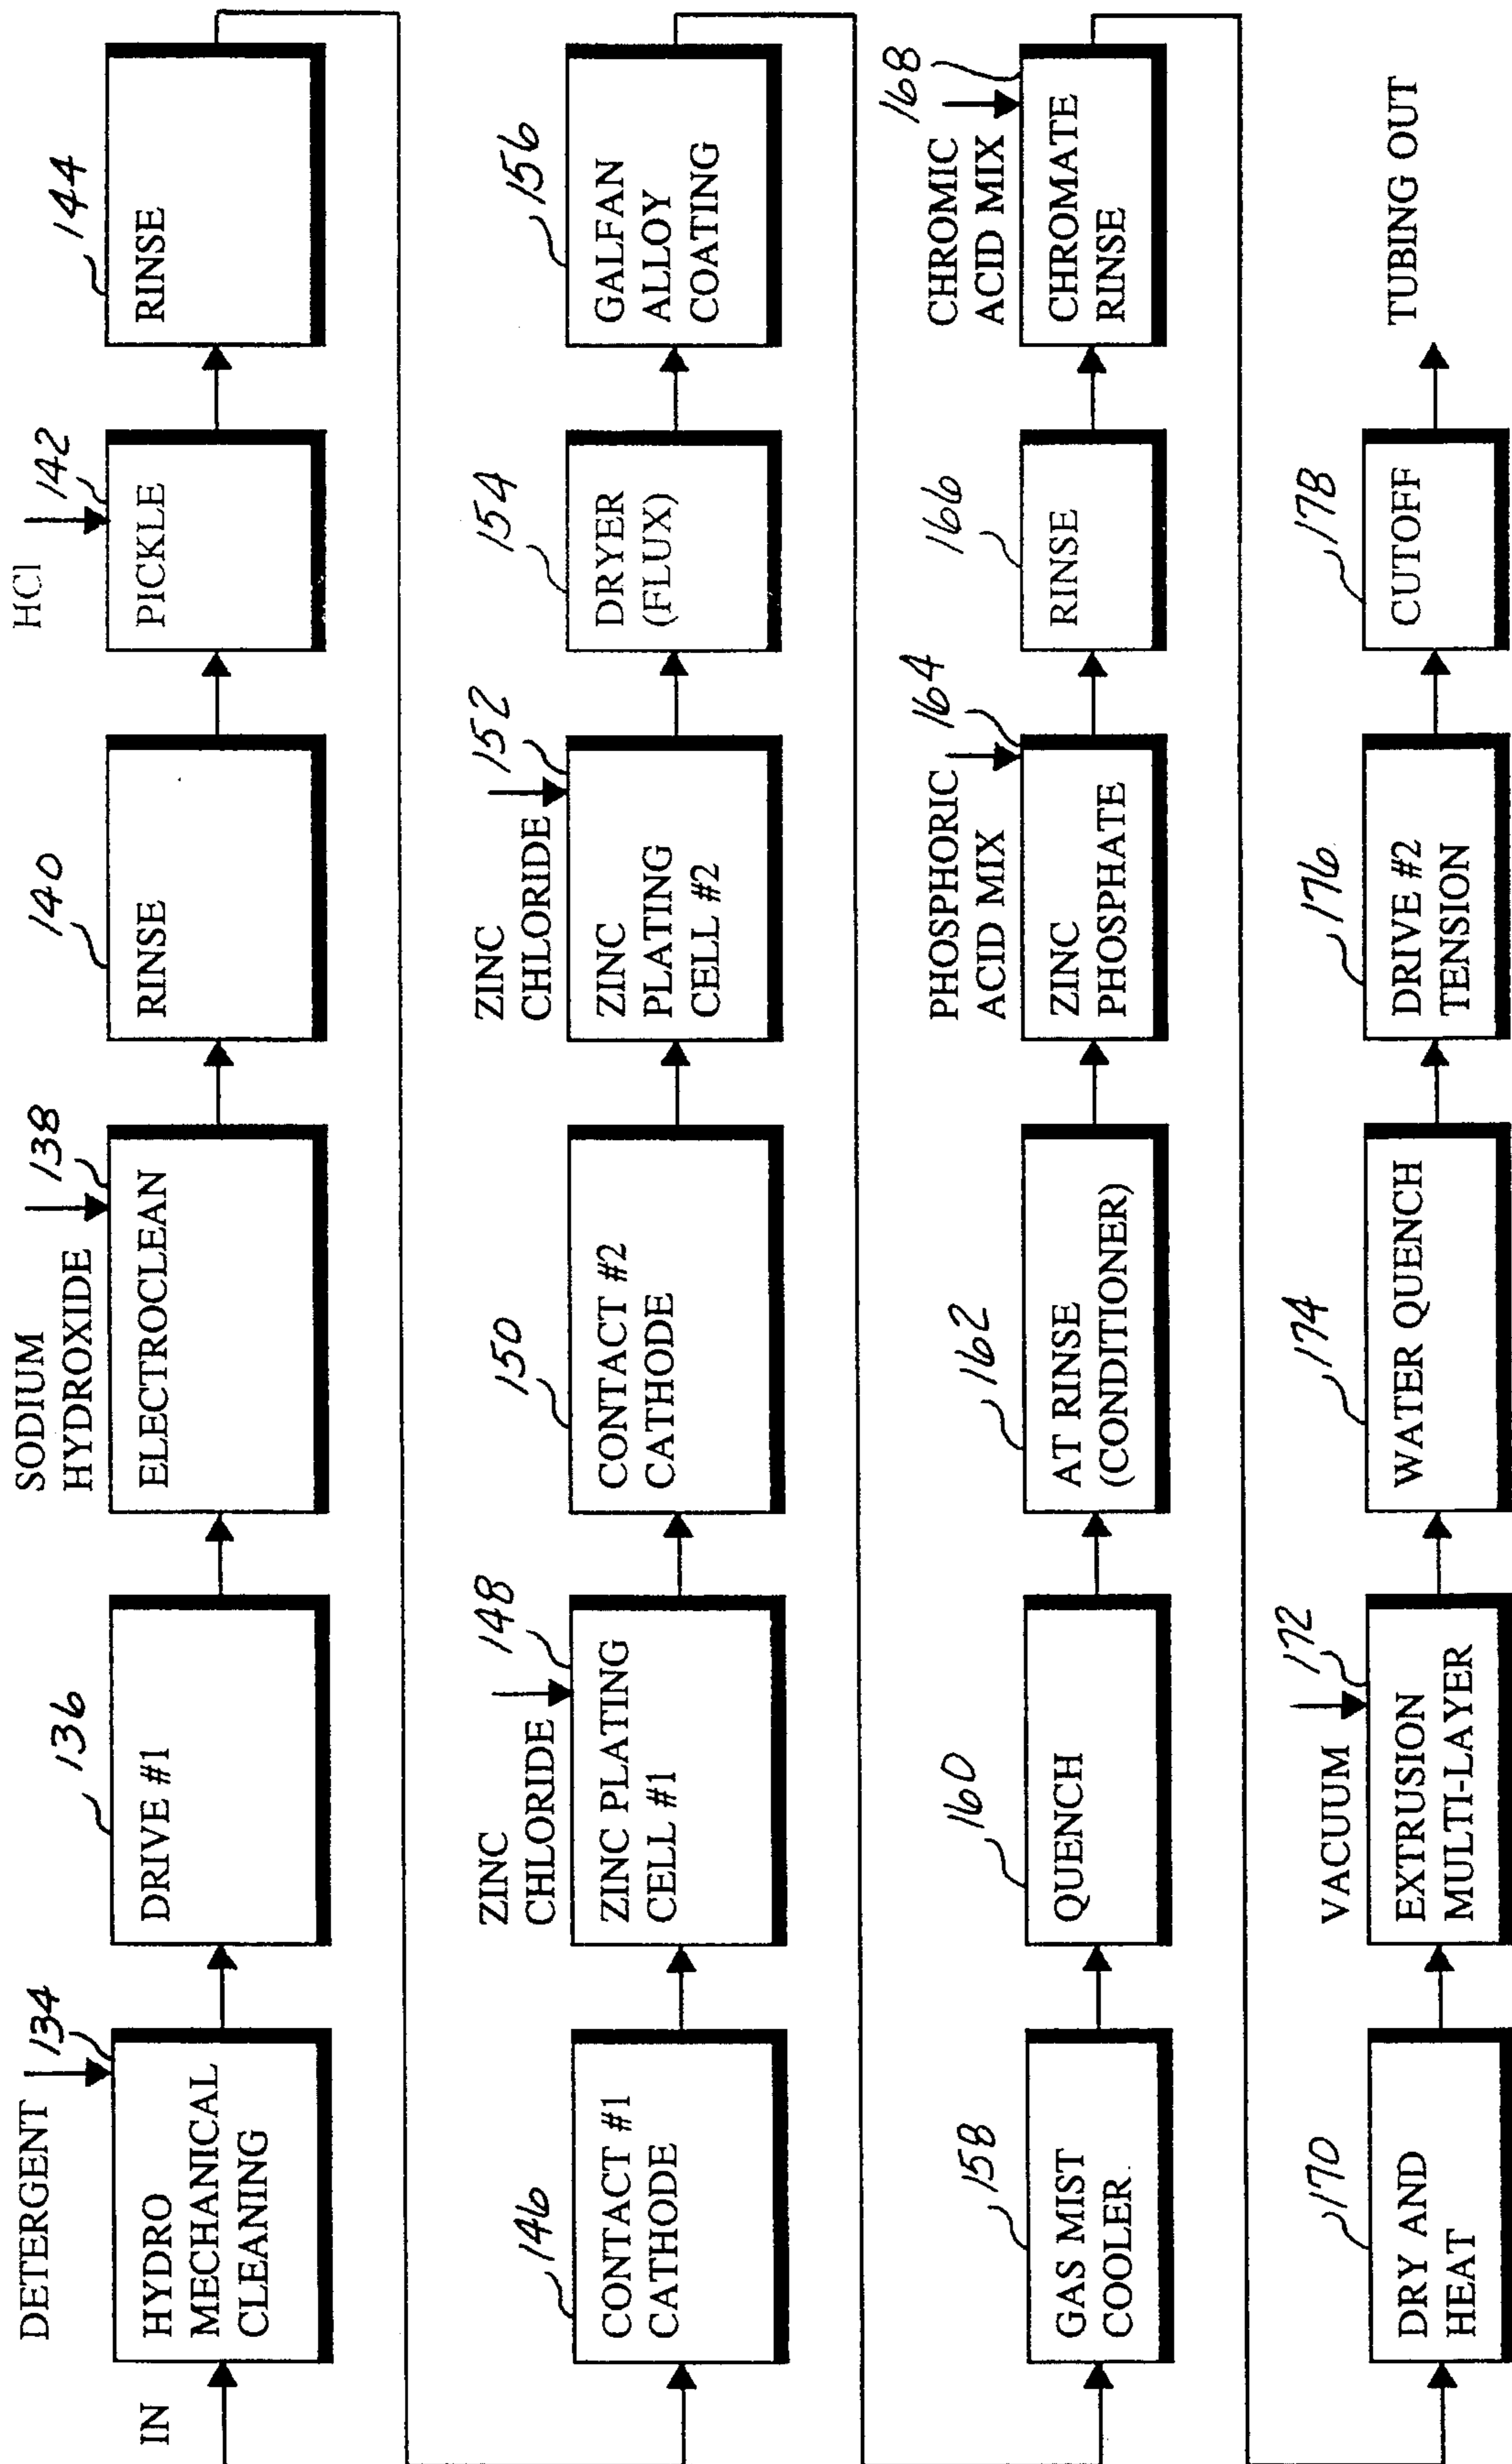 DETERGENT
134
IN
HYDRO
MECHANICAL
CLEANING
136
DRIVE #1
SODIUM
HYDROXIDE
138
ELECTROCLEAN
140
RINSE
HCl
142
PICKLE
144
RINSE
146
CONTACT #1
CATHODE
ZINC
CHLORIDE
148
ZINC PLATING
CELL #1
150
CONTACT #2
CATHODE
ZINC
CHLORIDE
152
ZINC
PLATING
CELL #2
154
DRYER
(FLUX)
156
GALFAN
ALLOY
COATING
158
GAS MIST
COOLER
160
QUENCH
162
AT RINSE
(CONDITIONER)
PHOSPHORIC
ACID MIX
164
ZINC
PHOSPHATE
166
RINSE
CHROMIC
ACID MIX
168
CHROMATE
RINSE
170
DRY AND
HEAT
VACUUM
172
EXTRUSION
MULTI-LAYER
174
WATER QUENCH
176
DRIVE #2
TENSION
178
CUTOFF
TUBING OUT